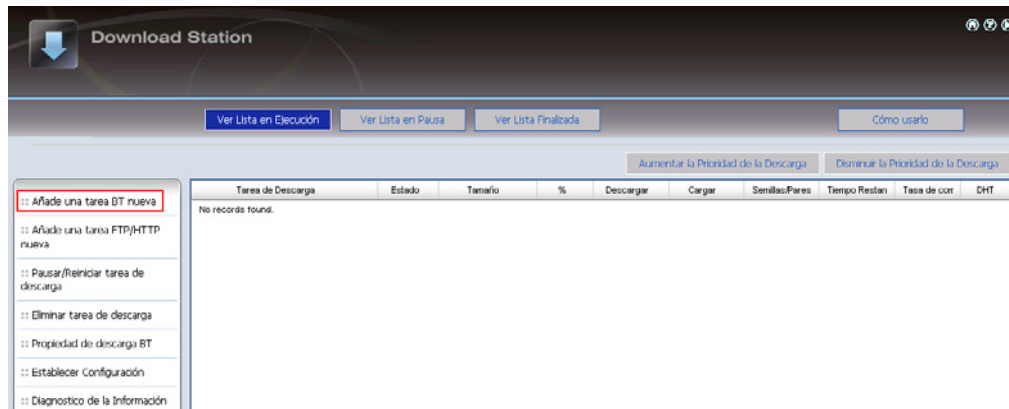 Download Station
Ver Lista en Ejecución
Ver Lista en Pausa
Ver Lista Finalizada
Cómo usarlo
Aumentar la Prioridad de la Descarga
Disminuir la Prioridad de la Descarga
Tarea de Descarga
Estado
Tamaño
%
Descargar
Cargar
Semillas/Pares
Tiempo Restan
Tasa de com
DHT
No records found.
:: Añade una tarea BT nueva
:: Añade una tarea FTP/HTTP
nueva
:: Pausar/Reiniciar tarea de
descarga
:: Eliminar tarea de descarga
:: Propiedad de descarga BT
:: Establecer Configuración
:: Diagnostico de la Información